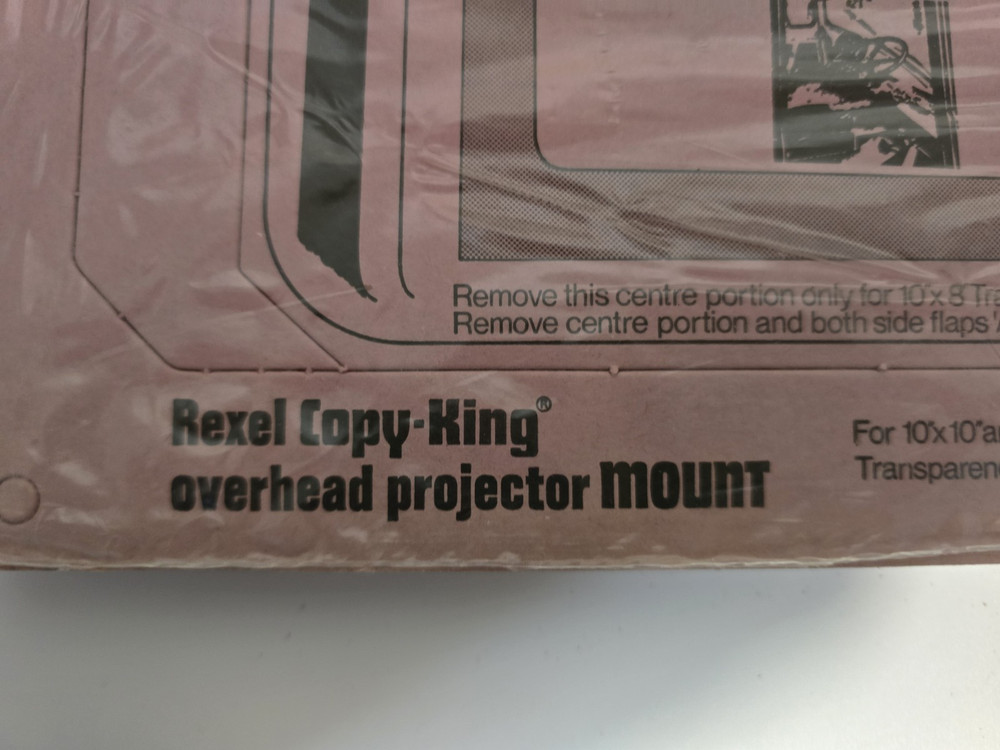 Remove this centre portion only for 10"x 8
Remove centre portion and both side flaps
Rexel Copy-King®
overhead projector MOUNT
For 10"x10"